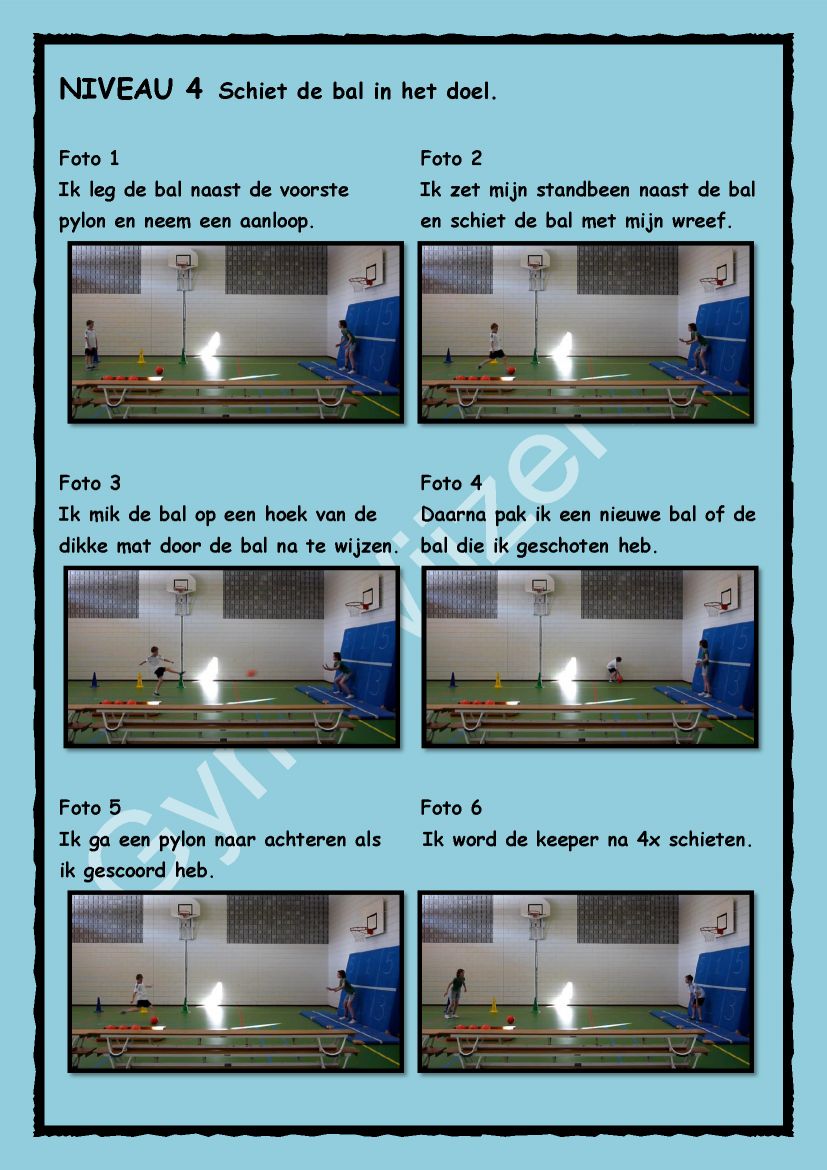 NIVEAU 4 Schiet de bal in het doel.
Foto 1
Ik leg de bal naast de voorste
pylon en neem een aanloop.
Foto 2
Ik zet mijn standbeen naast de bal
en schiet de bal met mijn wreef.
Foto 3
Ik mik de bal op een hoek van de
dikke mat door de bal na te wijzen.
Foto 4
Daarna pak ik een nieuwe bal of de
bal die ik geschoten heb.
Foto 5
Ik ga een pylon naar achteren als
ik gescoord heb.
Foto 6
Ik word de keeper na 4x schieten.